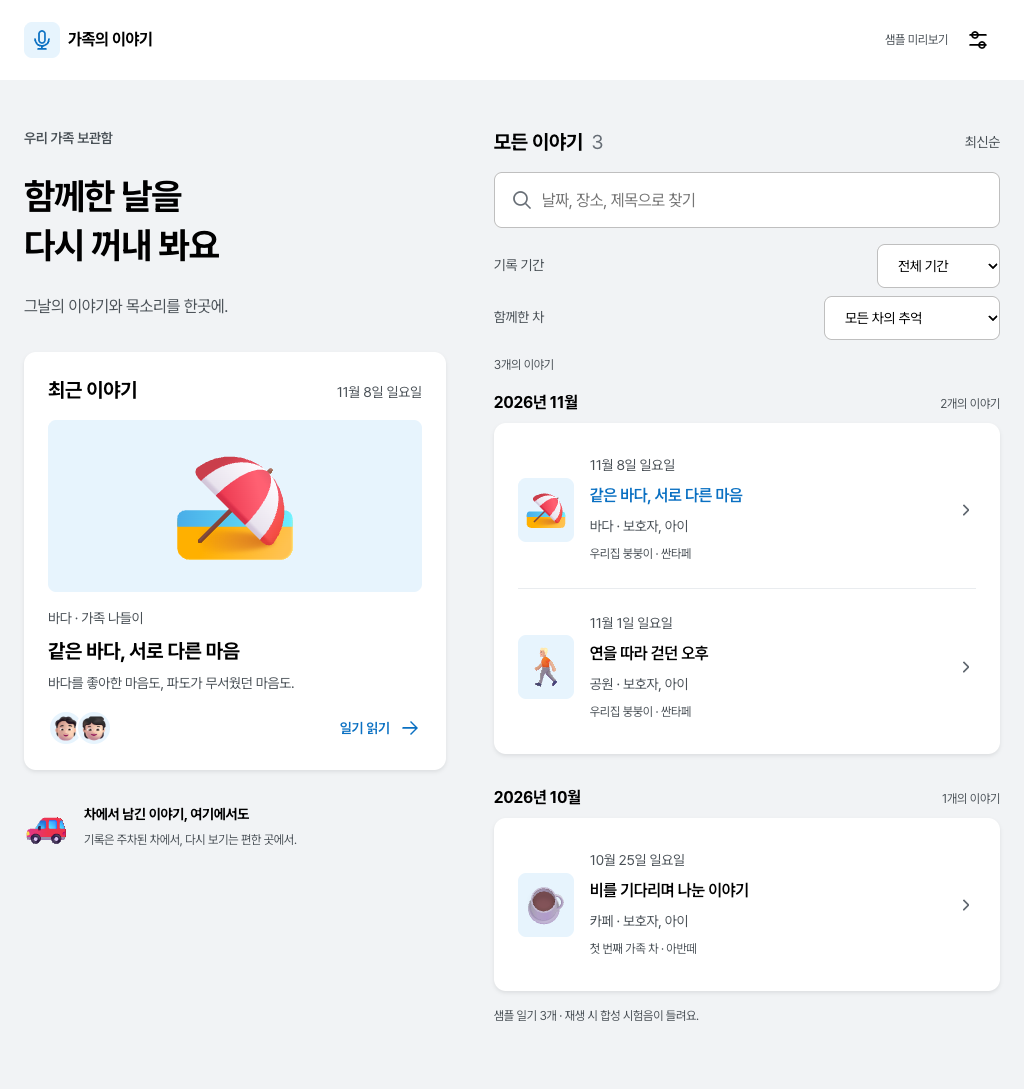 가족의 이야기
샘플 미리보기
우리 가족 보관함
함께한 날을
다시 꺼내 봐요
그날의 이야기와 목소리를 한곳에.
최근 이야기
11월 8일 일요일
바다 · 가족 나들이
같은 바다, 서로 다른 마음
바다를 좋아한 마음도, 파도가 무서웠던 마음도.
일기 읽기
차에서 남긴 이야기, 여기에서도
기록은 주차된 차에서, 다시 보기는 편한 곳에서.
모든 이야기 3
최신순
날짜, 장소, 제목으로 찾기
기록 기간
전체 기간
함께한 차
모든 차의 추억
3개의 이야기
2026년 11월
2개의 이야기
11월 8일 일요일
같은 바다, 서로 다른 마음
바다 · 보호자, 아이
우리집 붕붕이 · 싼타페
11월 1일 일요일
연을 따라 걷던 오후
공원 · 보호자, 아이
우리집 붕붕이 · 싼타페
2026년 10월
1개의 이야기
10월 25일 일요일
비를 기다리며 나눈 이야기
카페 · 보호자, 아이
첫 번째 가족 차 · 아반떼
샘플 일기 3개 · 재생 시 합성 시험음이 들려요.